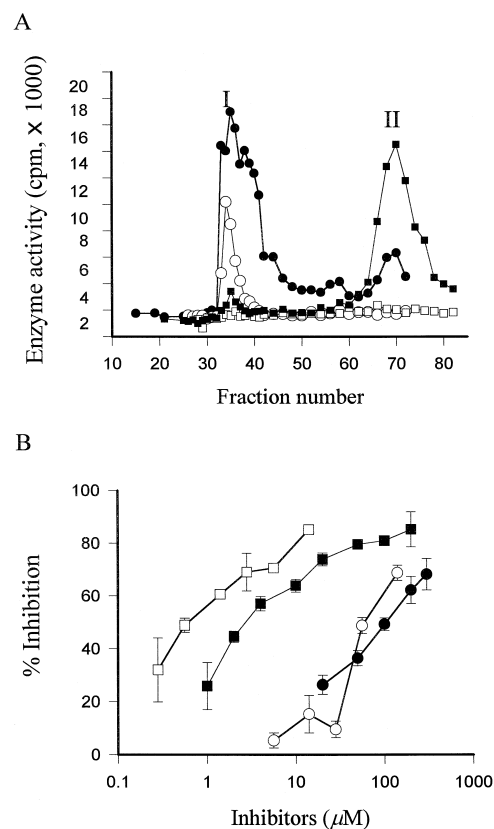 A
Enzyme activity (cpm, x 1000)
20
18
16
14
12
10
8
6
4
2
I
II
10 20 30 40 50 60 70 80
Fraction number
B
% Inhibition
100
80
60
40
20
0
0.1 1 10 100 1000
Inhibitors (μM)